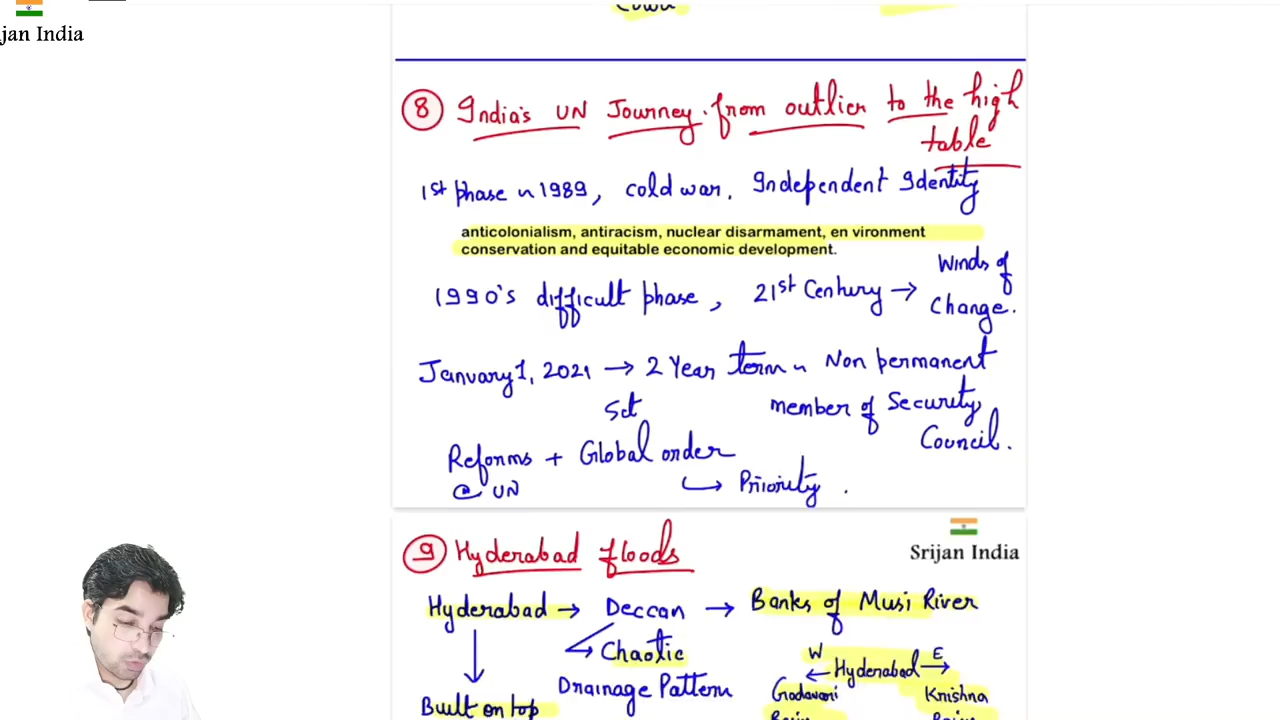 Cowa
jan India
8 India's UN Journey. from outlier to the high
table
1st phase ~ 1989, cold war. Independent Identity
anticolonialism, antiracism, nuclear disarmament, en vironment
conservation and equitable economic development.
1990's difficult phase, 21st Century → Winds of
Change.
January 1, 2021 → 2 Year term ~ Non permanent
member of Security
Council.
Set
Reforms + Global order
@ UN → Priority.
9 Hyderabad floods
Srijan India
Hyderabad → Deccan → Banks of Musi River
Chaotic
Drainage Pattern
W ← Hyderabad → E
Godavari Krishna
Basin Basin
Built on top